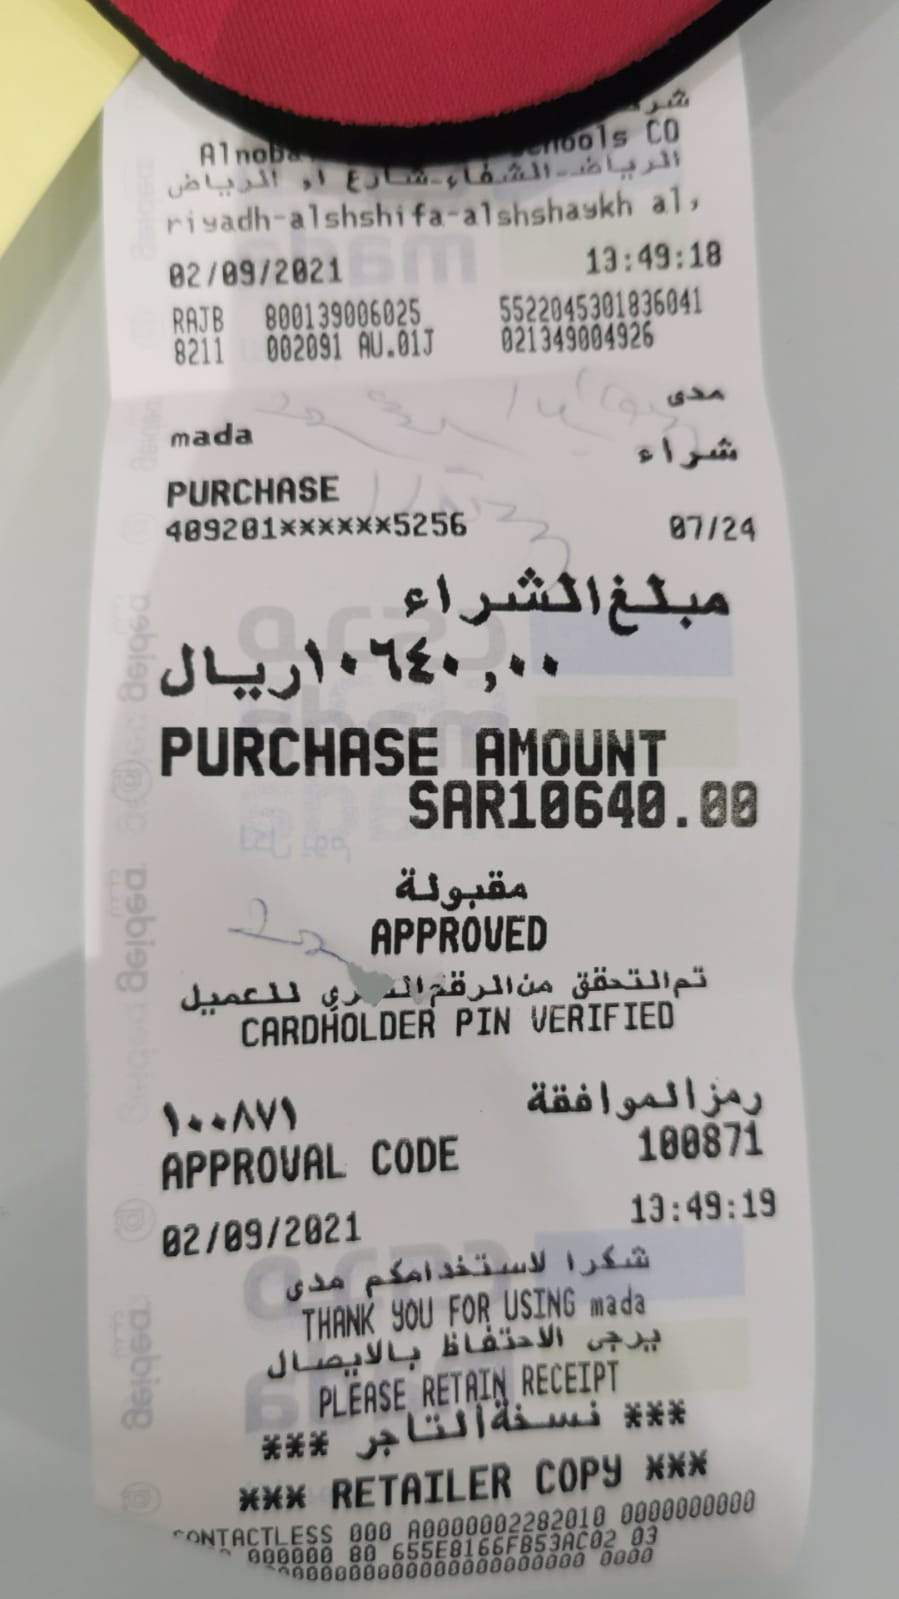 شرك
Alnoba hools CO
الرياض-الشفاء-شارع ا, الرياض
riyadh-alshshifa-alshshaykh al,
02/09/2021 13:49:18
RAJB 800139006025 5522045301836041
8211 002091 AU.01J 021349004926
مدى
mada
شراء
PURCHASE
409201******5256 07/24
مبلغ الشراء
١٠٦٤٠,٠٠ ريال
PURCHASE AMOUNT
SAR10640.00
مقبولة
APPROVED
تم التحقق من الرقم السري للعميل
CARDHOLDER PIN VERIFIED
رمز الموافقة ١٠٠٨٧١
APPROVAL CODE 100871
02/09/2021 13:49:19
شكرا لاستخدامكم مدى
THANK YOU FOR USING mada
يرجى الاحتفاظ بالايصال
PLEASE RETAIN RECEIPT
*** نسخة التاجر ***
*** RETAILER COPY ***
CONTACTLESS 000 A0000002282010 0000000000
000000 80 655E8166FB53AC02 03